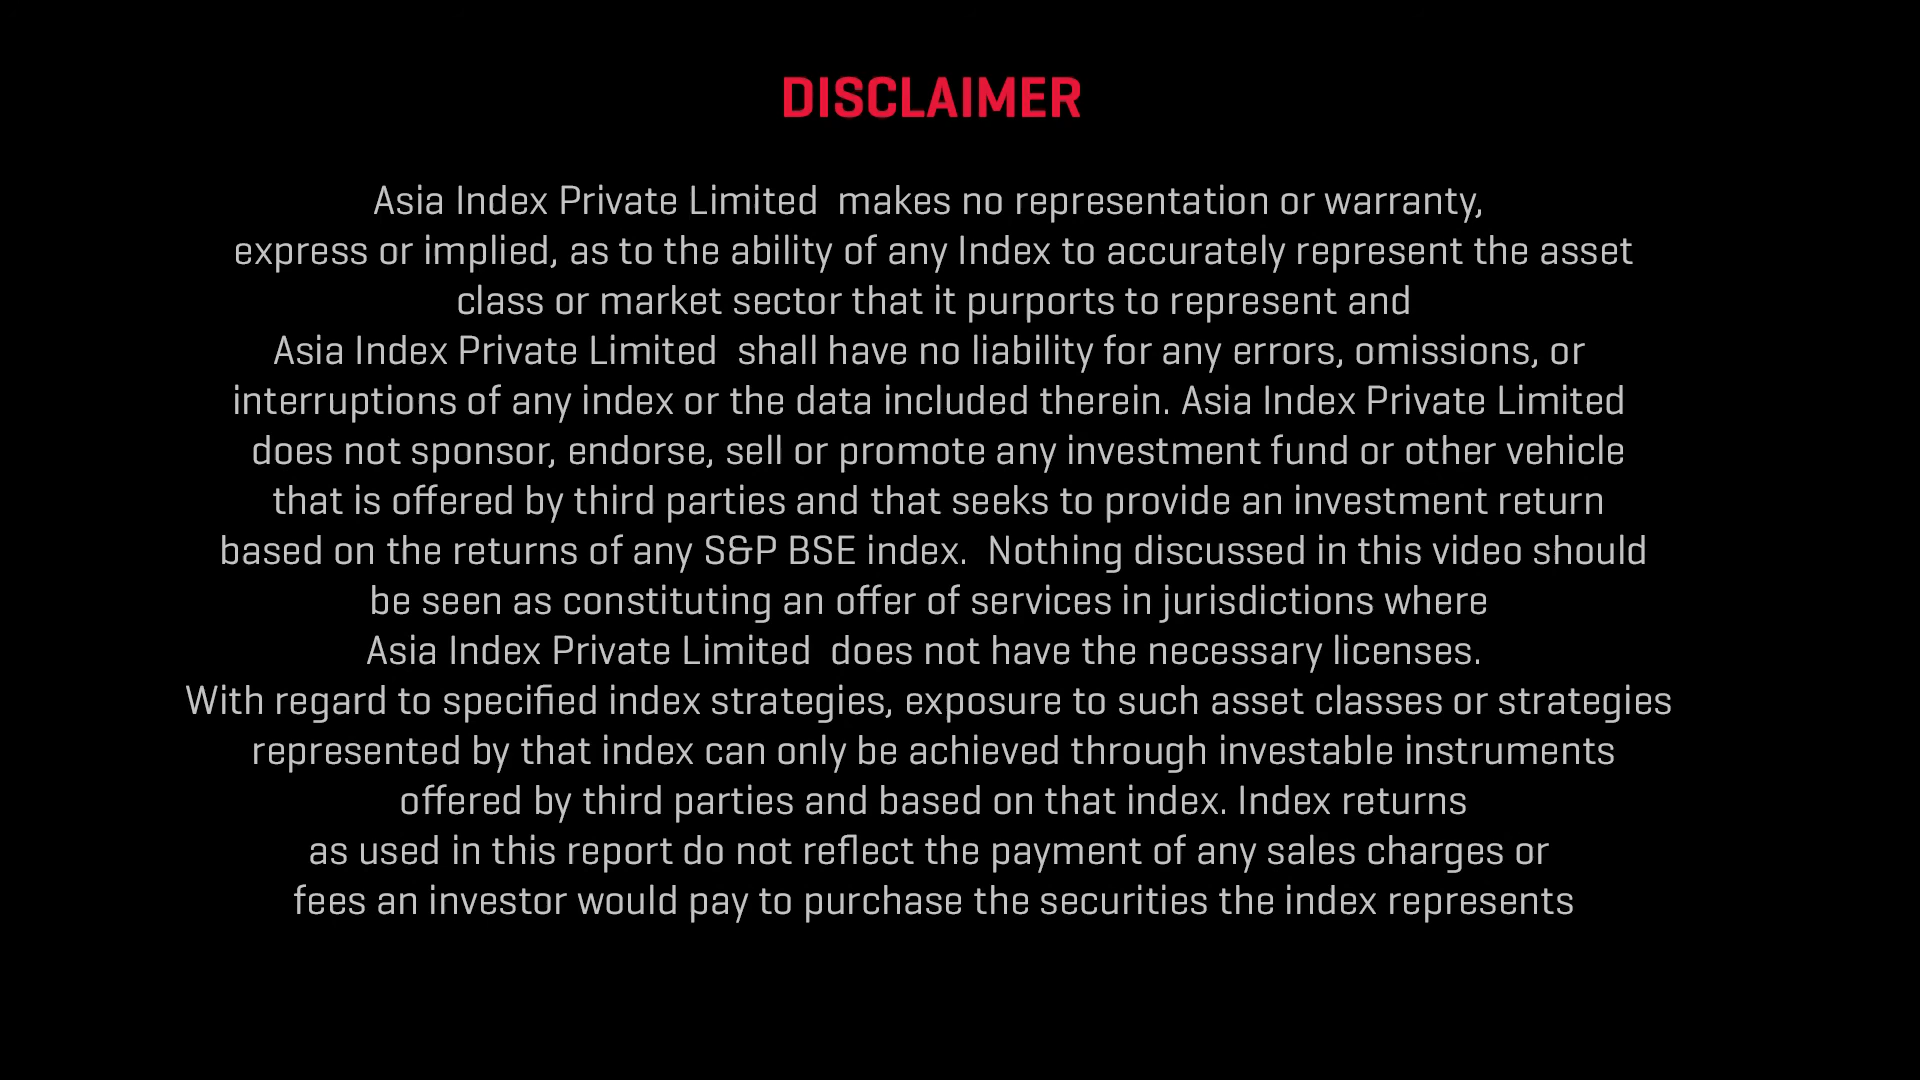 DISCLAIMER
Asia Index Private Limited  makes no representation or warranty,
express or implied, as to the ability of any Index to accurately represent the asset
class or market sector that it purports to represent and
Asia Index Private Limited  shall have no liability for any errors, omissions, or
interruptions of any index or the data included therein. Asia Index Private Limited
does not sponsor, endorse, sell or promote any investment fund or other vehicle
that is offered by third parties and that seeks to provide an investment return
based on the returns of any S&P BSE index.  Nothing discussed in this video should
be seen as constituting an offer of services in jurisdictions where
Asia Index Private Limited  does not have the necessary licenses.
With regard to specified index strategies, exposure to such asset classes or strategies
represented by that index can only be achieved through investable instruments
offered by third parties and based on that index. Index returns
as used in this report do not reflect the payment of any sales charges or
fees an investor would pay to purchase the securities the index represents